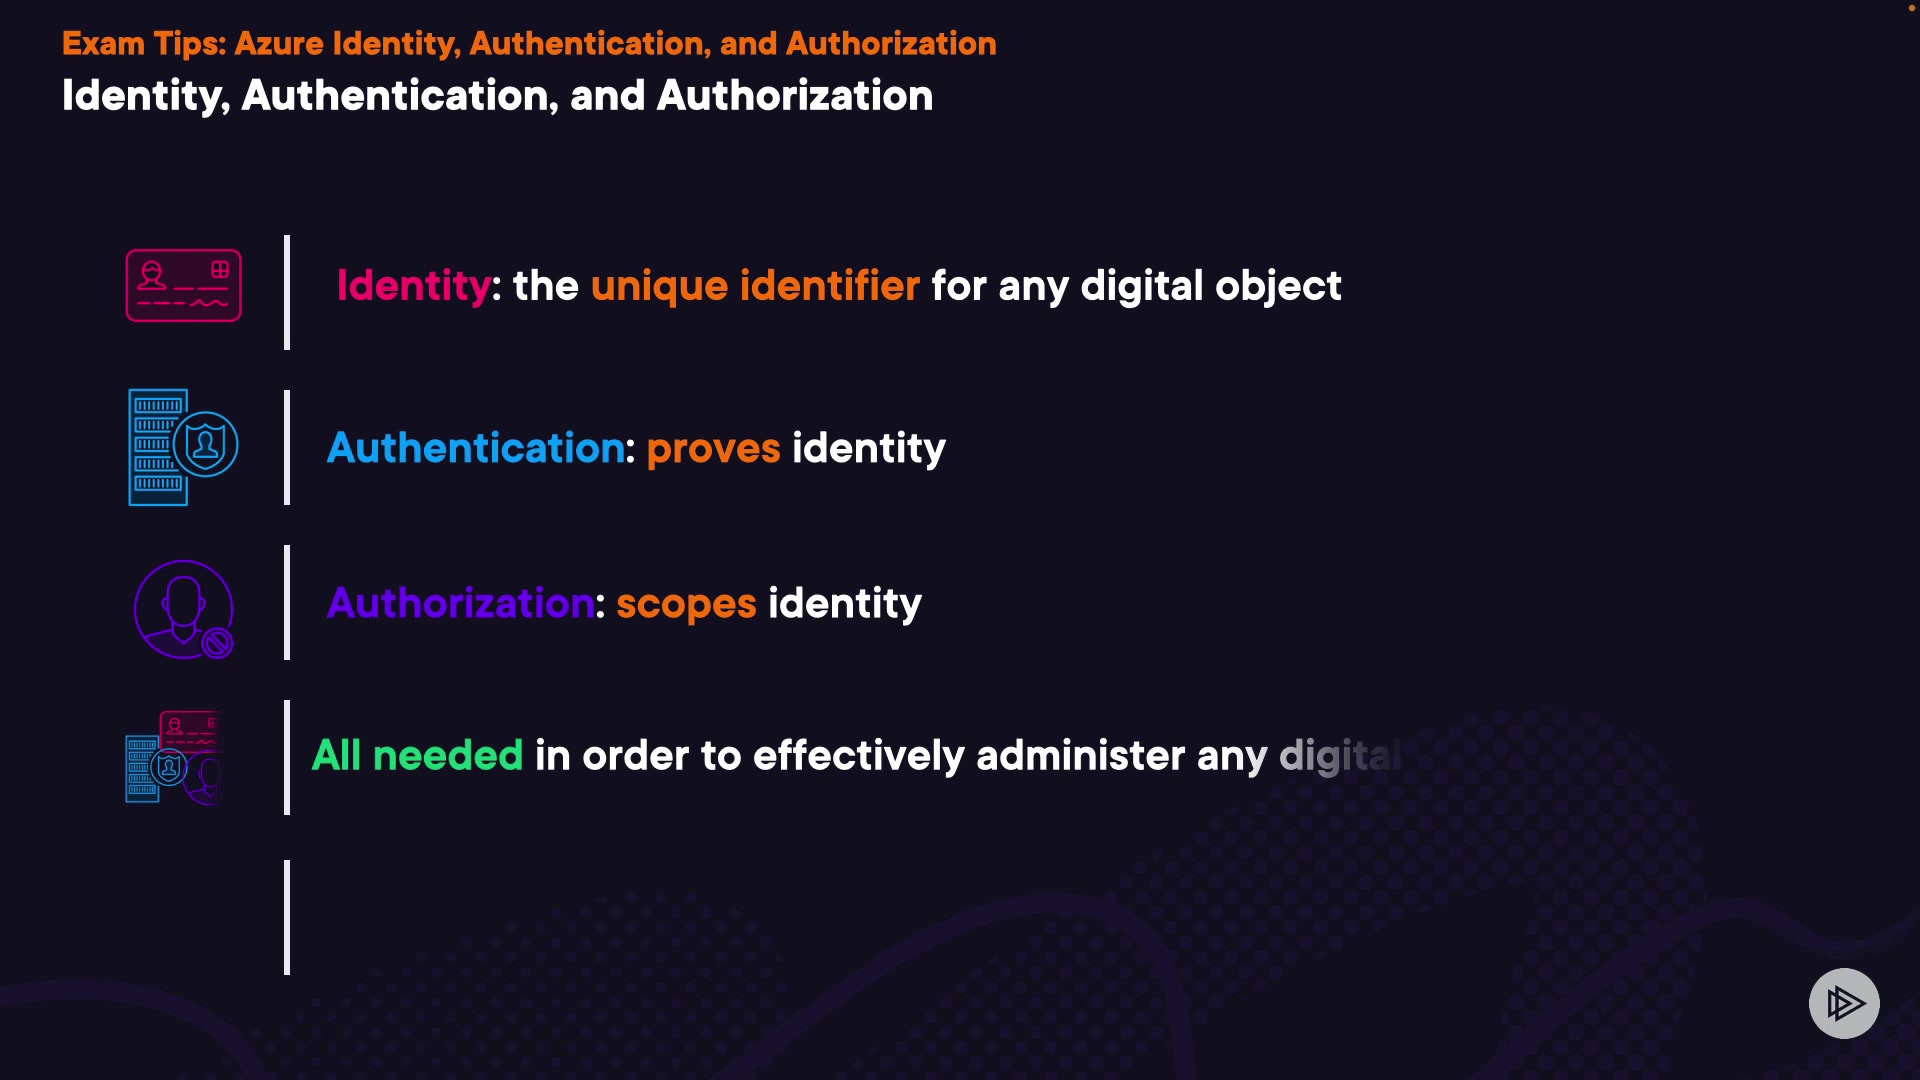 Exam Tips: Azure Identity, Authentication, and Authorization
Identity, Authentication, and Authorization
Identity: the unique identifier for any digital object
Authentication: proves identity
Authorization: scopes identity
All needed in order to effectively administer any digital